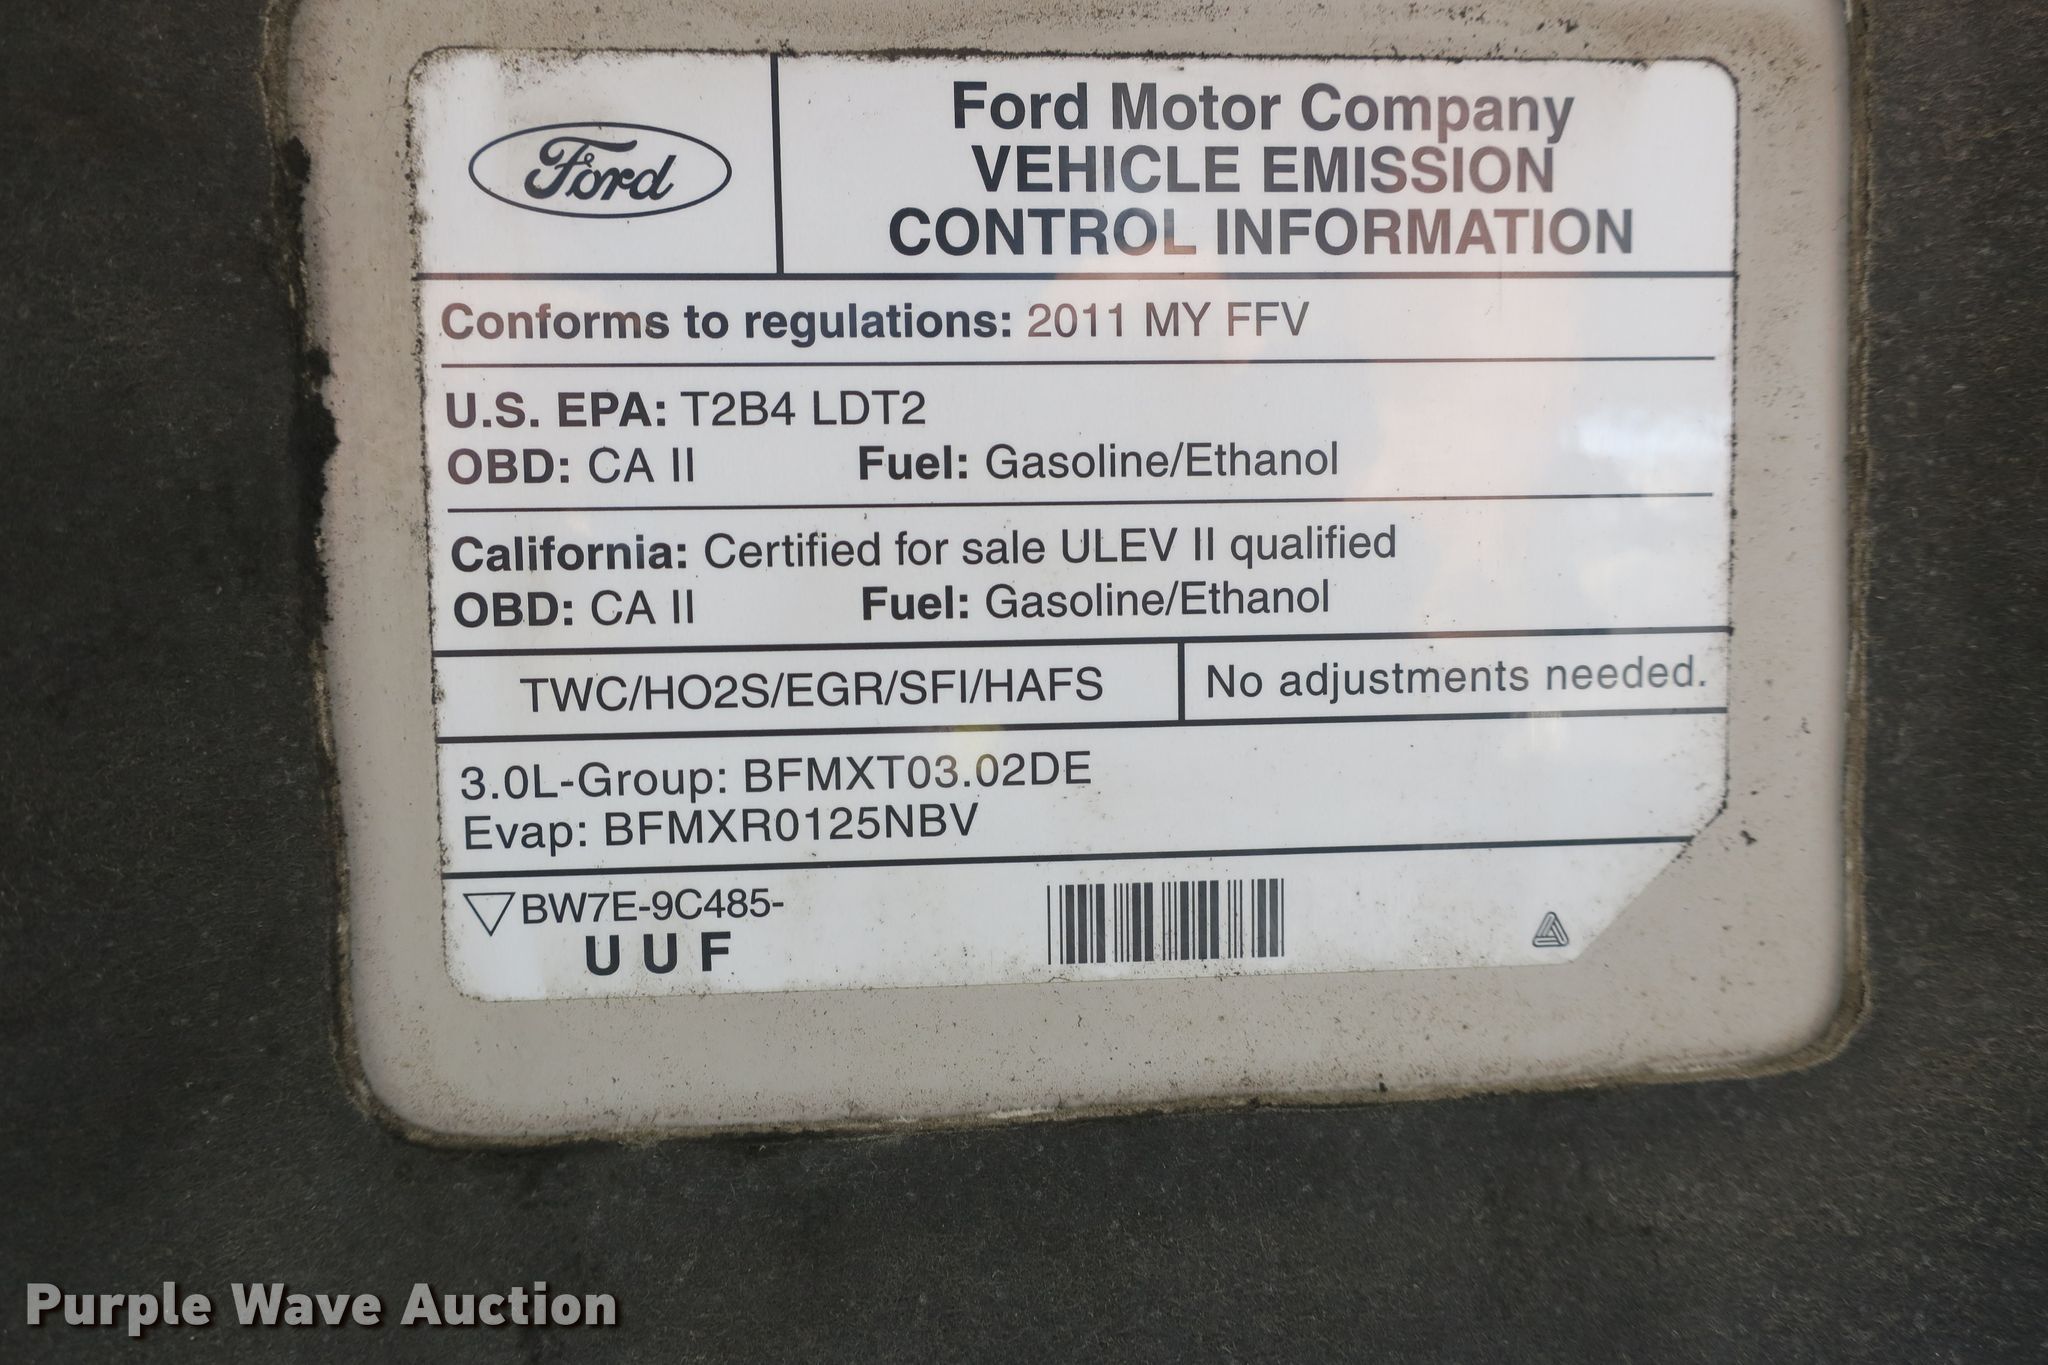 Ford
Ford Motor Company
VEHICLE EMISSION
CONTROL INFORMATION
Conforms to regulations: 2011 MY FFV
U.S. EPA: T2B4 LDT2
OBD: CA II Fuel: Gasoline/Ethanol
California: Certified for sale ULEV II qualified
OBD: CA II Fuel: Gasoline/Ethanol
TWC/HO2S/EGR/SFI/HAFS
No adjustments needed.
3.0L-Group: BFMXT03.02DE
Evap: BFMXR0125NBV
BW7E-9C485-
U U F
Purple Wave Auction